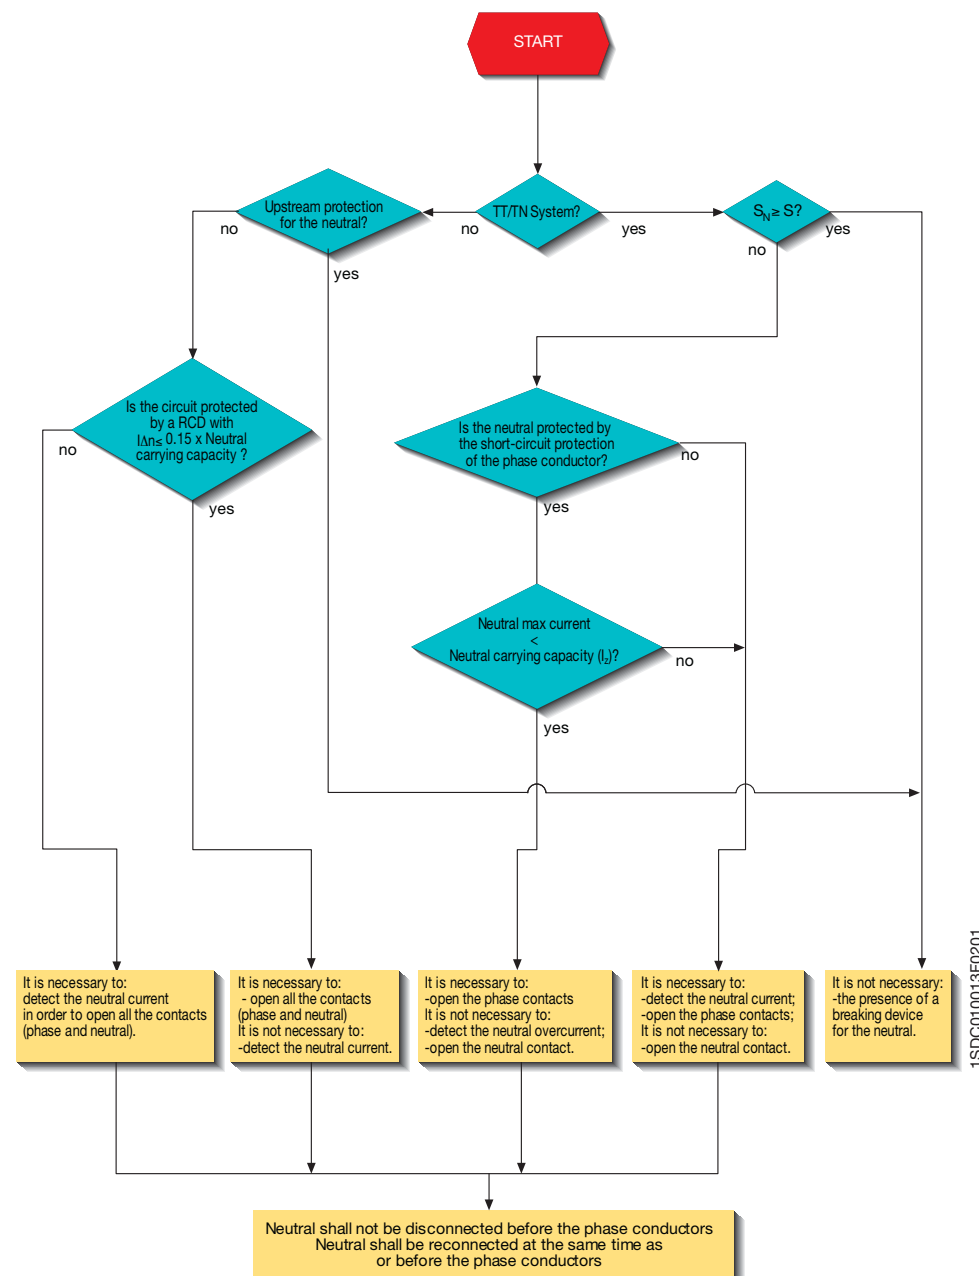 START
Upstream protection
for the neutral?
TT/TN System?
S_N ≥ S?
no
yes
no
yes
no
yes
Is the circuit protected
by a RCD with
I∆n≤ 0.15 x Neutral
carrying capacity ?
no
yes
Is the neutral protected by
the short-circuit protection
of the phase conductor?
no
yes
Neutral max current
<
Neutral carrying capacity (I_z)?
no
yes
It is necessary to:
detect the neutral current
in order to open all the contacts
(phase and neutral).
It is necessary to:
- open all the contacts
(phase and neutral)
It is not necessary to:
-detect the neutral current.
It is necessary to:
-open the phase contacts
It is not necessary to:
-detect the neutral overcurrent;
-open the neutral contact.
It is necessary to:
-detect the neutral current;
-open the phase contacts;
It is not necessary to:
-open the neutral contact.
It is not necessary:
-the presence of a
breaking device
for the neutral.
1SDC010013F0201
Neutral shall not be disconnected before the phase conductors
Neutral shall be reconnected at the same time as
or before the phase conductors